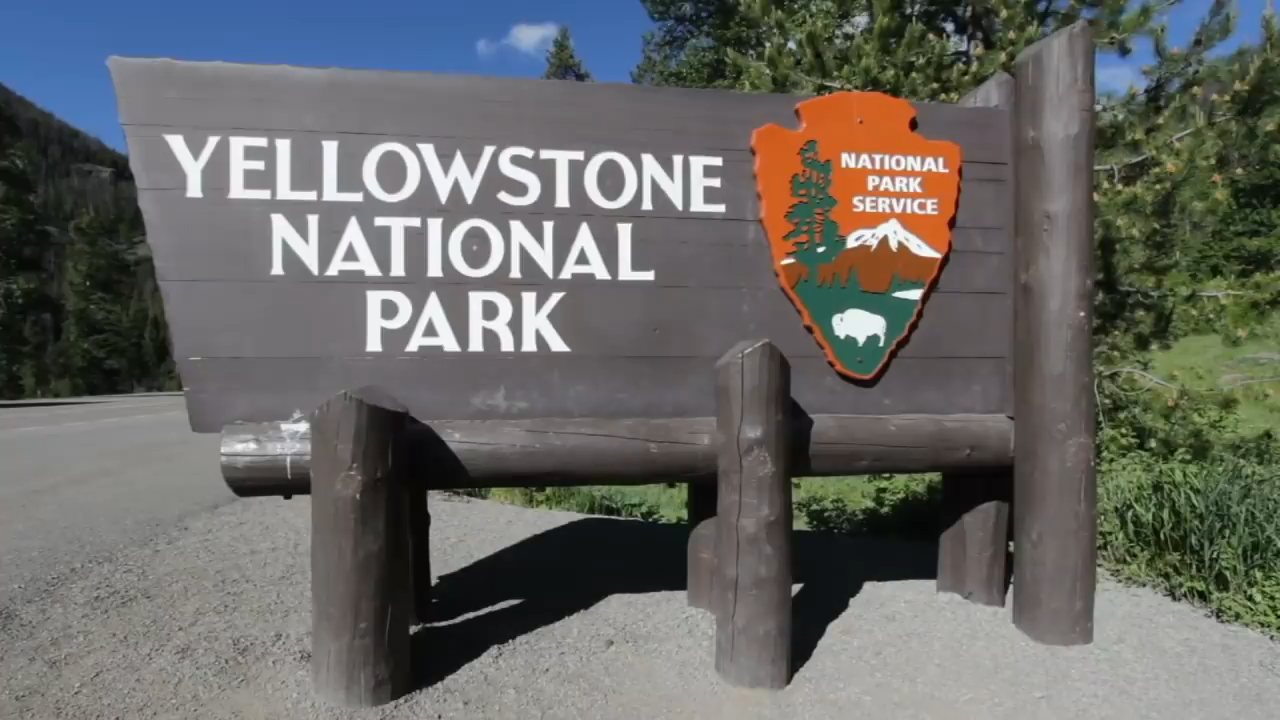 YELLOWSTONE
NATIONAL
PARK
NATIONAL
PARK
SERVICE